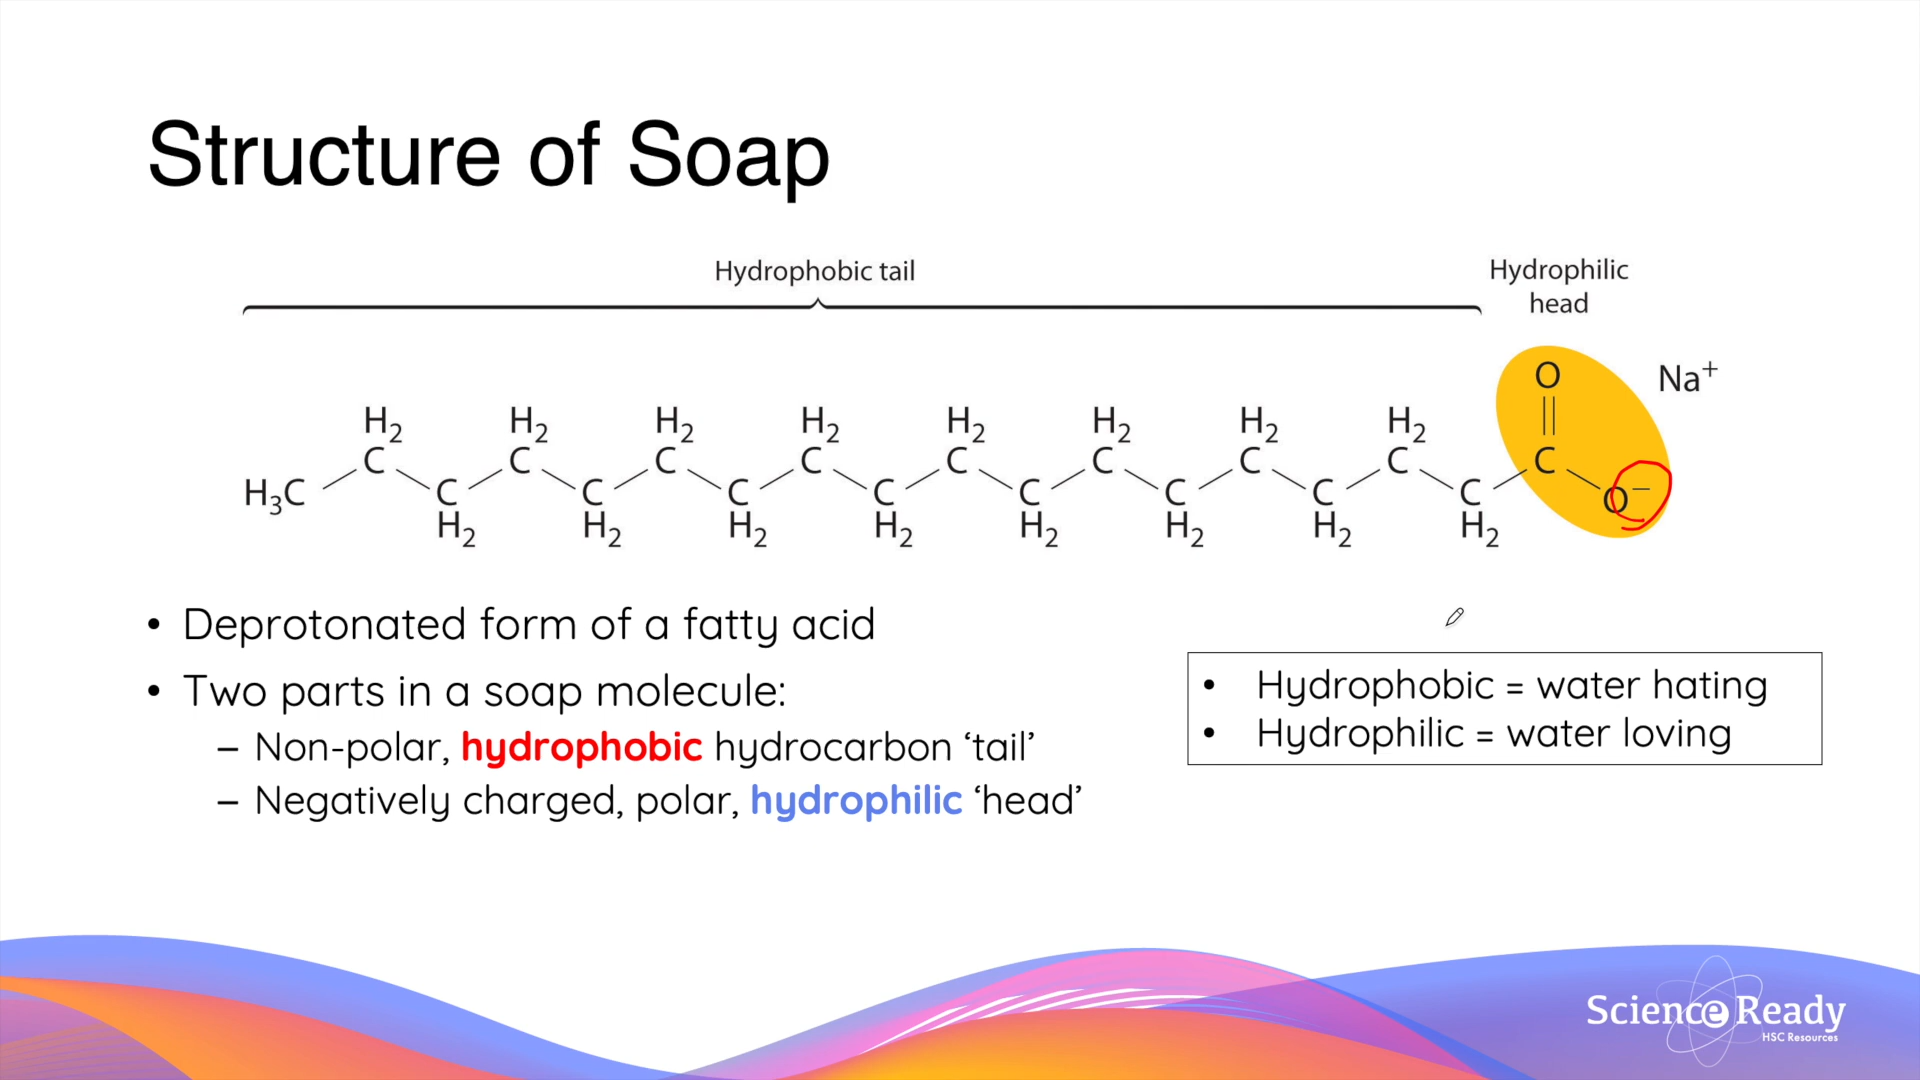 Structure of Soap
Hydrophobic tail
Hydrophilic
head
O
Na⁺
H₂ H₂ H₂ H₂ H₂ H₂ H₂ H₂
C C C C C C C C C
H₃C C C C C C C C C O⁻
H₂ H₂ H₂ H₂ H₂ H₂ H₂ H₂
• Deprotonated form of a fatty acid
• Two parts in a soap molecule:
– Non-polar, hydrophobic hydrocarbon ‘tail’
– Negatively charged, polar, hydrophilic ‘head’
• Hydrophobic = water hating
• Hydrophilic = water loving
Science Ready
HSC Resources